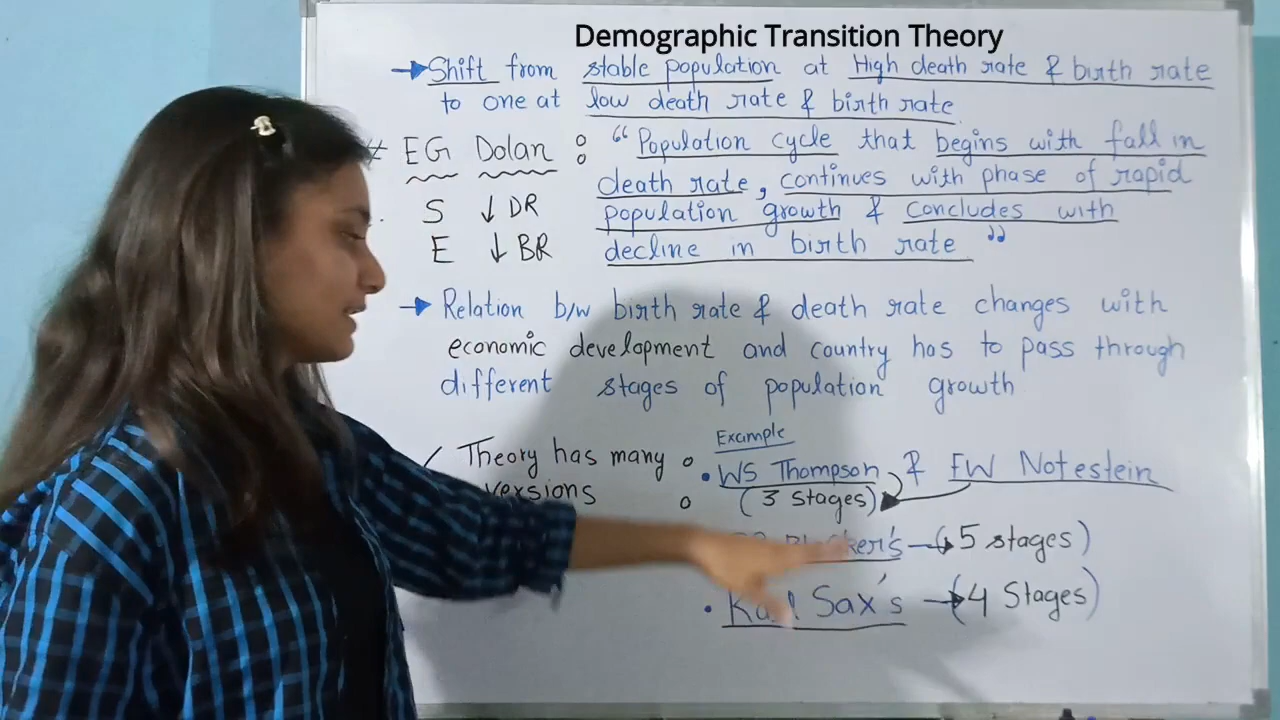 Demographic Transition Theory
→ Shift from stable population at High death rate & birth rate
to one at low death rate & birth rate
# EG Dolan : “ Population cycle that begins with fall in
death rate, continues with phase of rapid
S ↓ DR population growth & concludes with
E ↓ BR decline in birth rate ”
→ Relation b/w birth rate & death rate changes with
economic development and country has to pass through
different stages of population growth
Example
Theory has many
versions
• WS Thompson & FW Notestein
(3 Stages)
→ (5 stages)
• Sax's → (4 Stages)